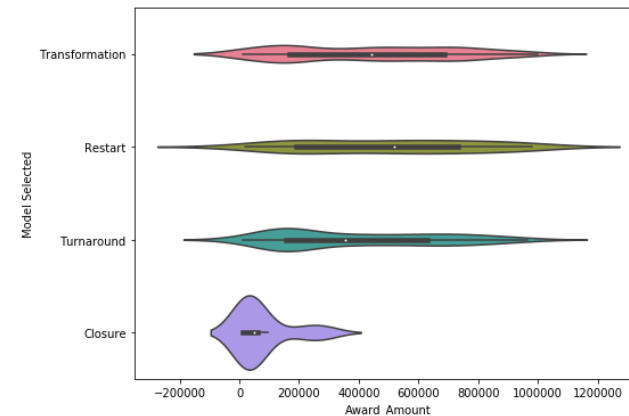 Transformation
Restart
Turnaround
Closure
Model Selected
−200000 0 200000 400000 600000 800000 1000000 1200000
Award_Amount